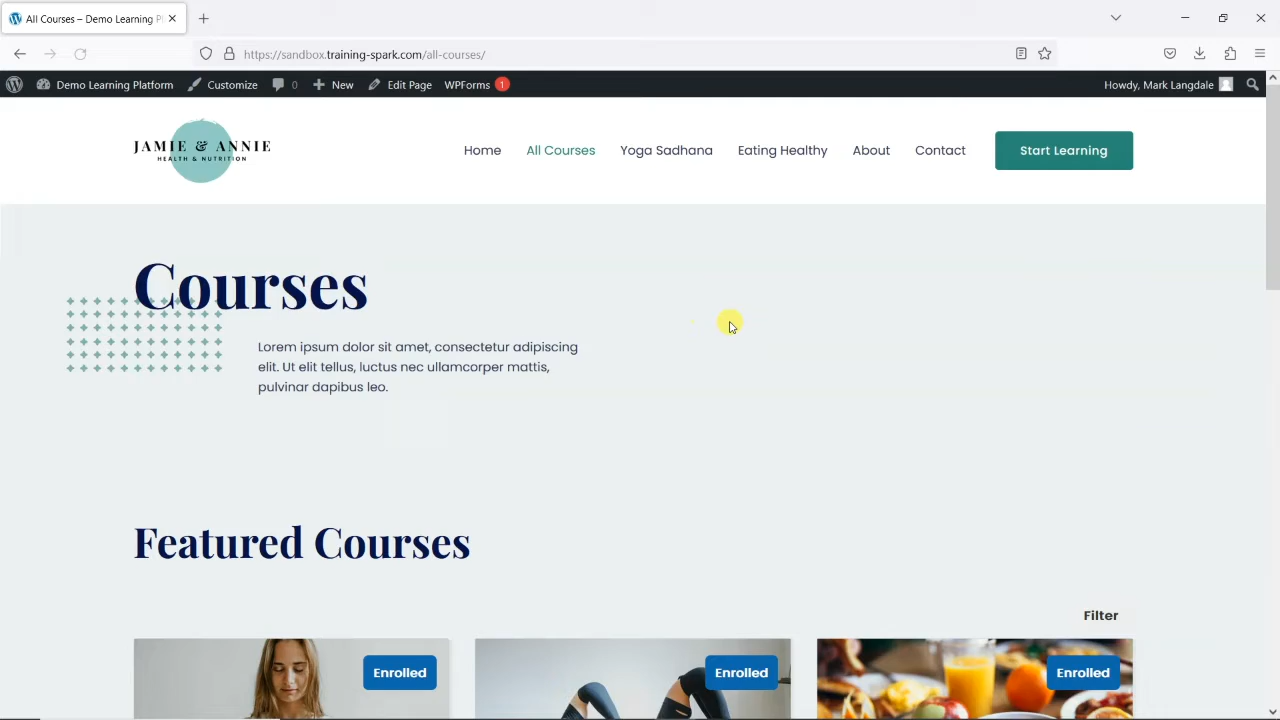 All Courses – Demo Learning Pl
https://sandbox.training-spark.com/all-courses/
Demo Learning Platform
Customize
0
New
Edit Page
WPForms 1
Howdy, Mark Langdale
JAMIE & ANNIE
HEALTH & NUTRITION
Home
All Courses
Yoga Sadhana
Eating Healthy
About
Contact
Start Learning
Courses
Lorem ipsum dolor sit amet, consectetur adipiscing
elit. Ut elit tellus, luctus nec ullamcorper mattis,
pulvinar dapibus leo.
Featured Courses
Filter
Enrolled
Enrolled
Enrolled